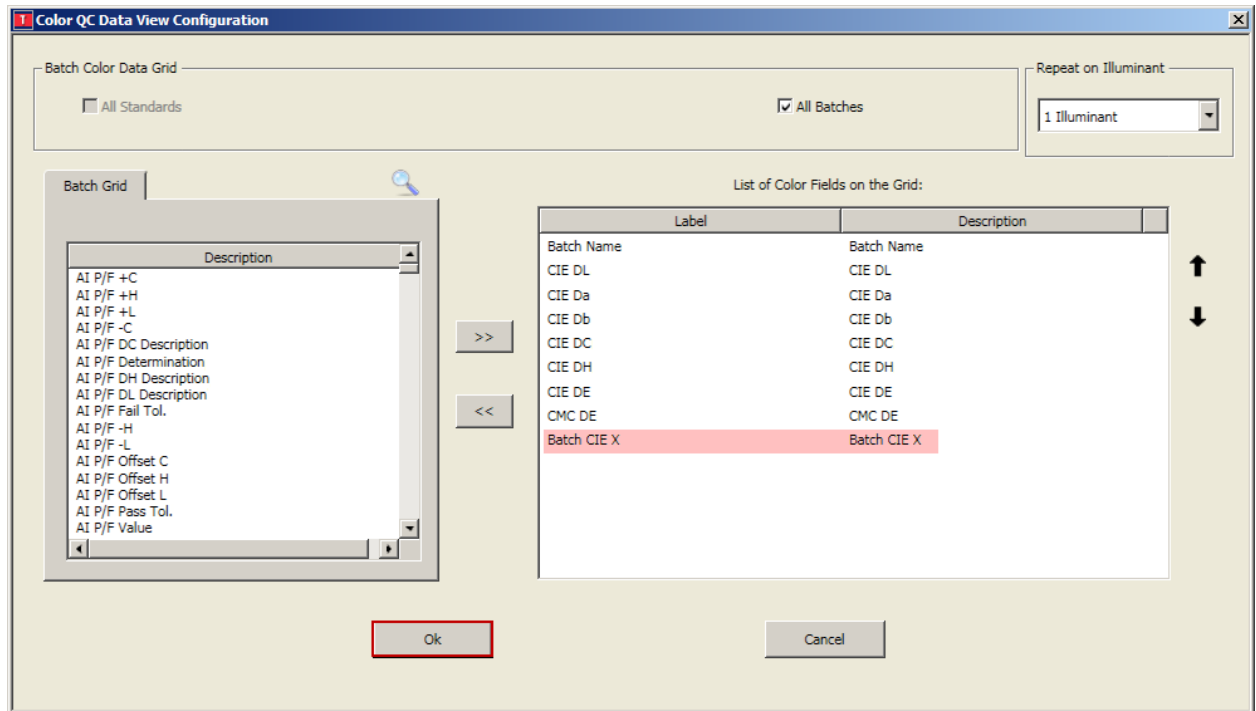 T Color QC Data View Configuration
Batch Color Data Grid
All Standards
All Batches
Repeat on Illuminant
1 Illuminant
Batch Grid
Description
AI P/F +C
AI P/F +H
AI P/F +L
AI P/F -C
AI P/F DC Description
AI P/F Determination
AI P/F DH Description
AI P/F DL Description
AI P/F Fail Tol.
AI P/F -H
AI P/F -L
AI P/F Offset C
AI P/F Offset H
AI P/F Offset L
AI P/F Pass Tol.
AI P/F Value
>>
<<
List of Color Fields on the Grid:
Label Description
Batch Name Batch Name
CIE DL CIE DL
CIE Da CIE Da
CIE Db CIE Db
CIE DC CIE DC
CIE DH CIE DH
CIE DE CIE DE
CMC DE CMC DE
Batch CIE X Batch CIE X
Ok
Cancel